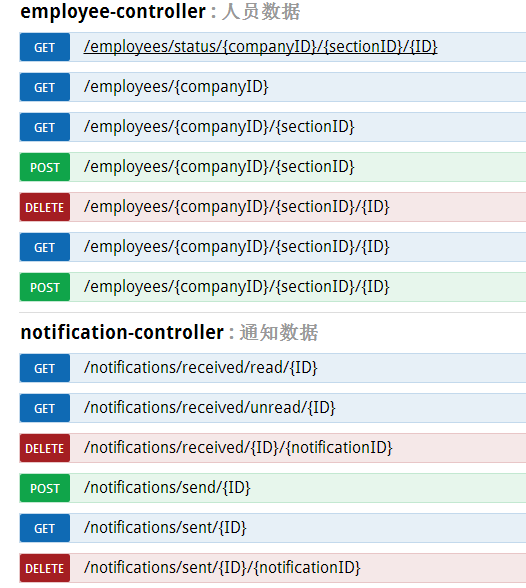 employee-controller : 人员数据
GET /employees/status/{companyID}/{sectionID}/{ID}
GET /employees/{companyID}
GET /employees/{companyID}/{sectionID}
POST /employees/{companyID}/{sectionID}
DELETE /employees/{companyID}/{sectionID}/{ID}
GET /employees/{companyID}/{sectionID}/{ID}
POST /employees/{companyID}/{sectionID}/{ID}
notification-controller : 通知数据
GET /notifications/received/read/{ID}
GET /notifications/received/unread/{ID}
DELETE /notifications/received/{ID}/{notificationID}
POST /notifications/send/{ID}
GET /notifications/sent/{ID}
DELETE /notifications/sent/{ID}/{notificationID}